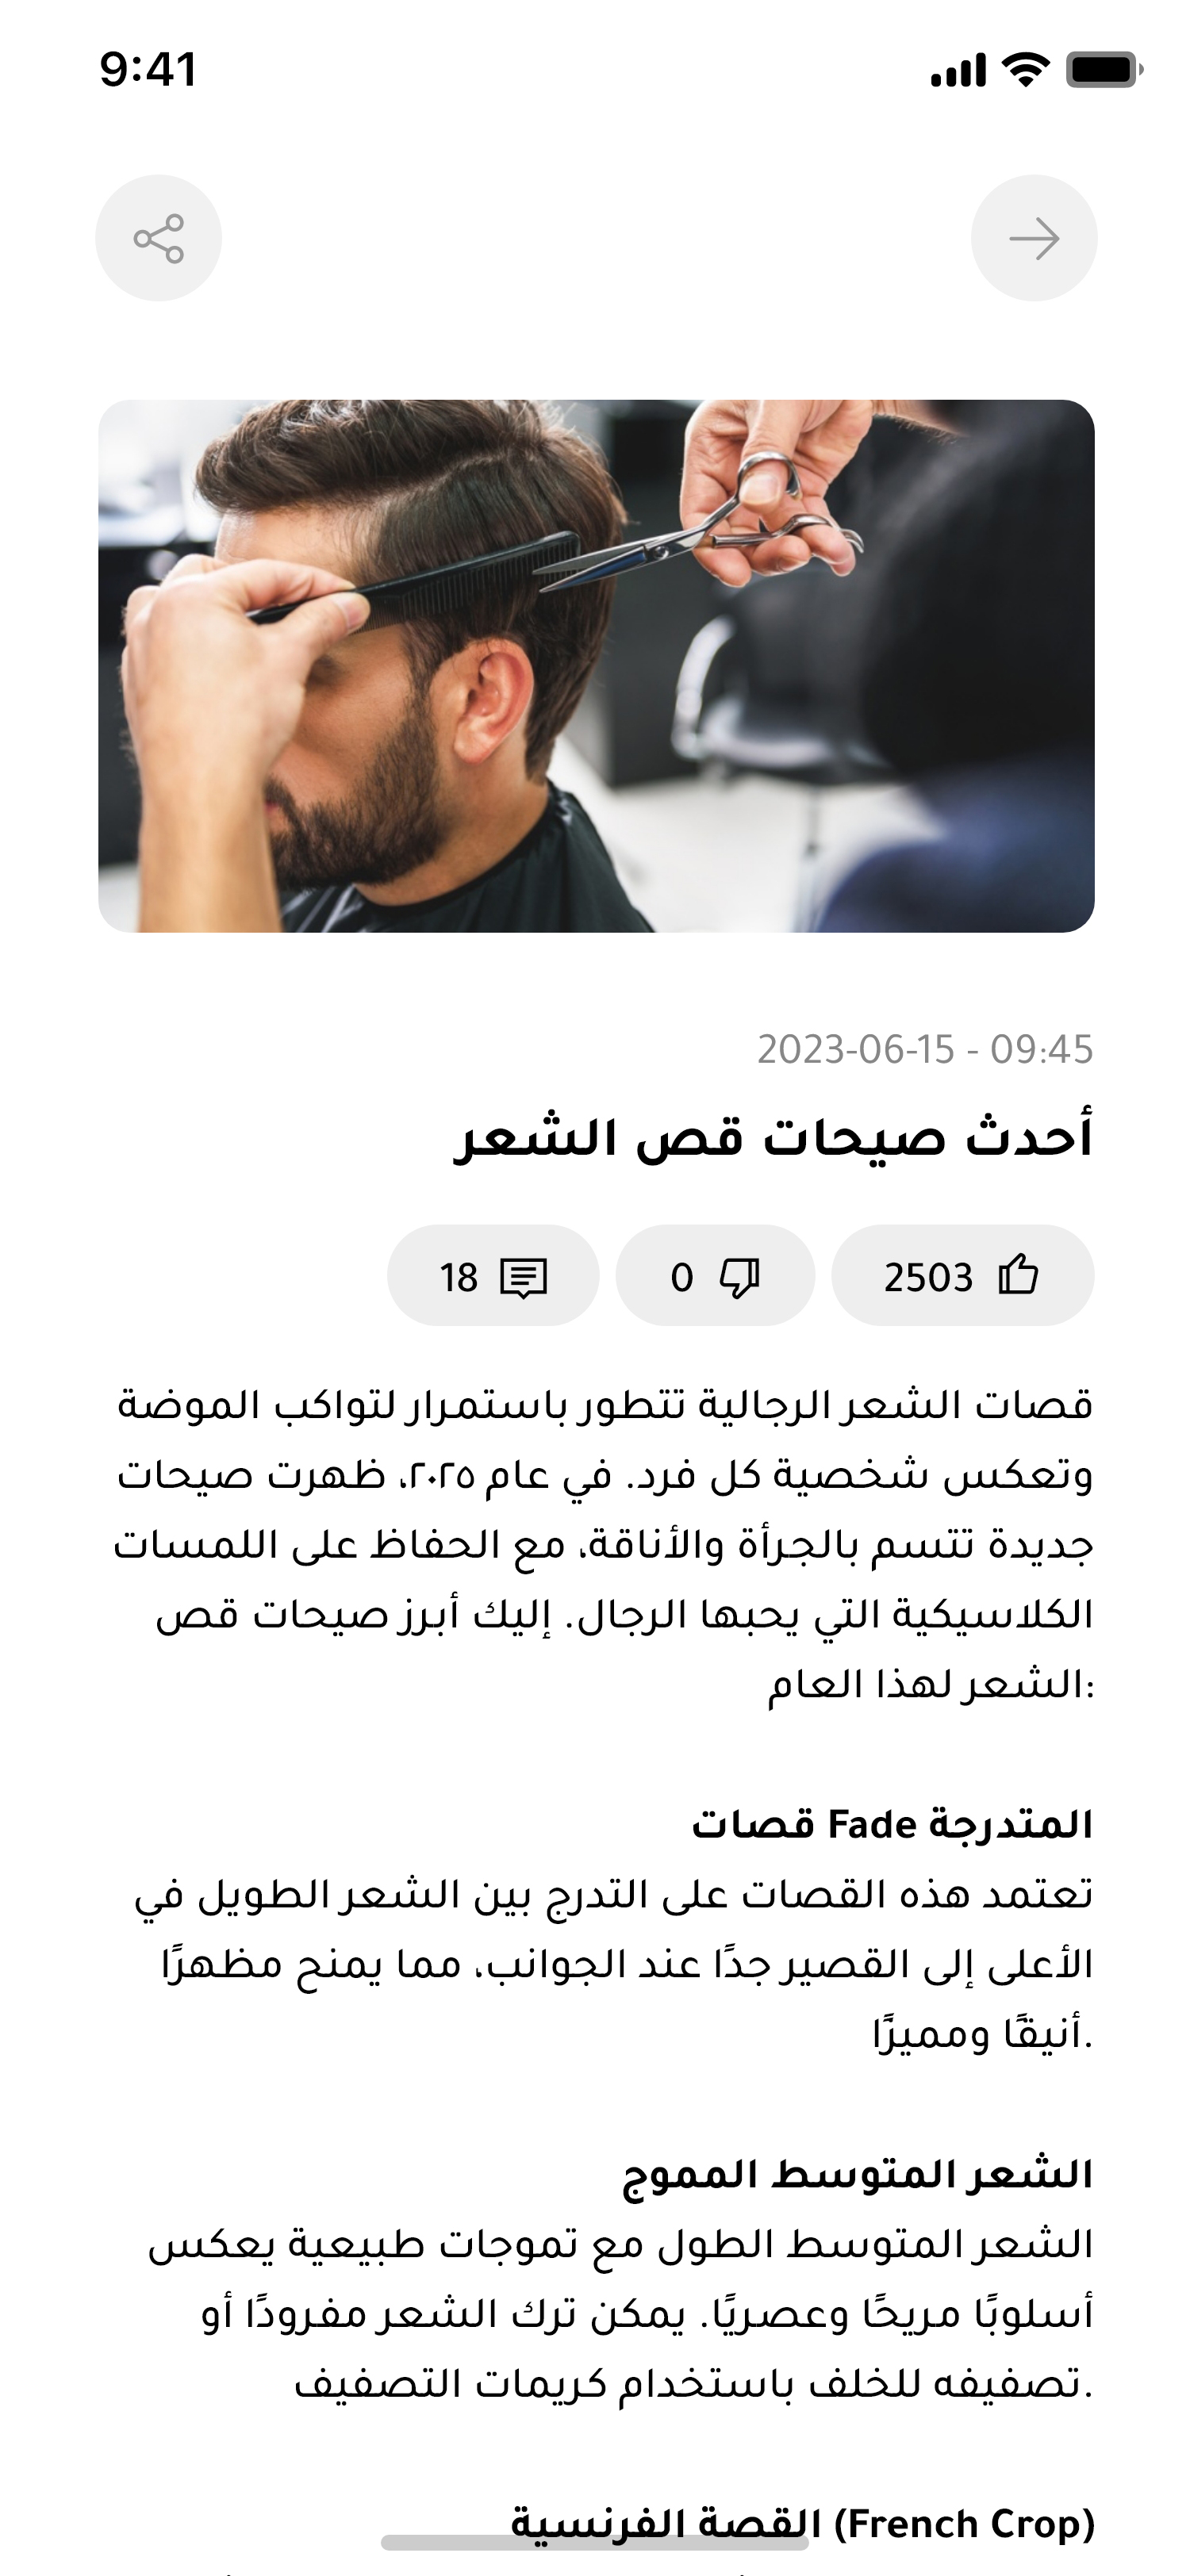 9:41
2023-06-15 - 09:45
أحدث صيحات قص الشعر
2503
0
18
قصات الشعر الرجالية تتطور باستمرار لتواكب الموضة
وتعكس شخصية كل فرد. في عام ٢٠٢٥، ظهرت صيحات
جديدة تتسم بالجرأة والأناقة، مع الحفاظ على اللمسات
الكلاسيكية التي يحبها الرجال. إليك أبرز صيحات قص
الشعر لهذا العام:
قصات Fade المتدرجة
تعتمد هذه القصات على التدرج بين الشعر الطويل في
الأعلى إلى القصير جدًا عند الجوانب، مما يمنح مظهرًا
أنيقًا ومميزًا.
الشعر المتوسط المموج
الشعر المتوسط الطول مع تموجات طبيعية يعكس
أسلوبًا مريحًا وعصريًا. يمكن ترك الشعر مفرودًا أو
تصفيفه للخلف باستخدام كريمات التصفيف.
القصة الفرنسية (French Crop)